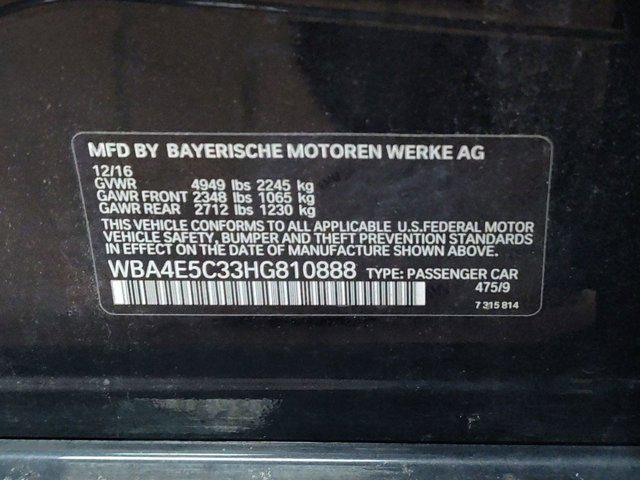 MFD BY BAYERISCHE MOTOREN WERKE AG
12/16
GVWR 4949 lbs 2245 kg
GAWR FRONT 2348 lbs 1065 kg
GAWR REAR 2712 lbs 1230 kg
THIS VEHICLE CONFORMS TO ALL APPLICABLE U.S.FEDERAL MOTOR
VEHICLE SAFETY, BUMPER AND THEFT PREVENTION STANDARDS
IN EFFECT ON THE DATE OF MANUFACTURE SHOWN ABOVE.
WBA4E5C33HG810888 TYPE: PASSENGER CAR
475/9
7 315 814